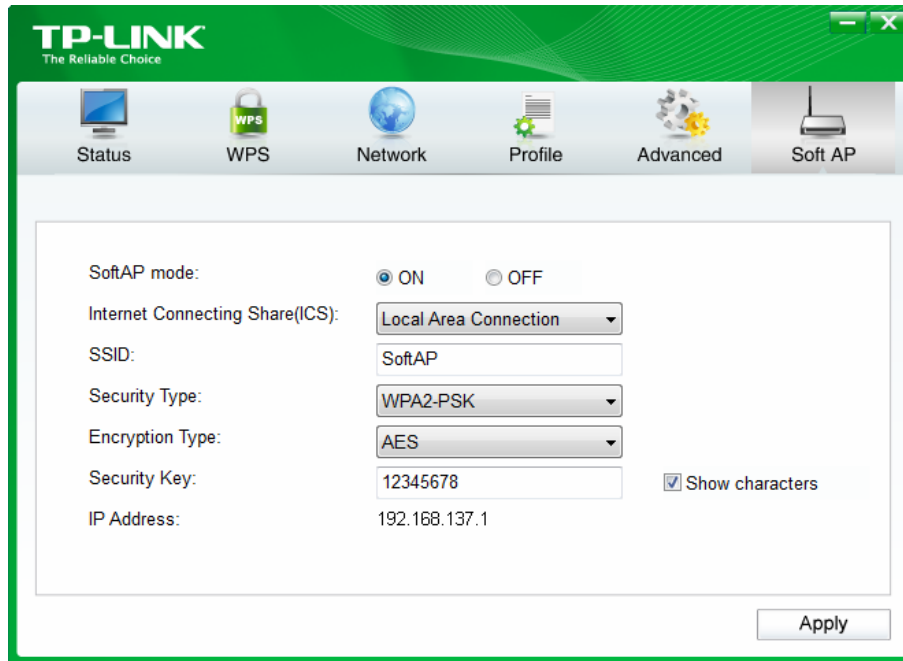 TP-LINK
The Reliable Choice
WPS
Status WPS Network Profile Advanced Soft AP
SoftAP mode: ON OFF
Internet Connecting Share(ICS): Local Area Connection
SSID: SoftAP
Security Type: WPA2-PSK
Encryption Type: AES
Security Key: 12345678 Show characters
IP Address: 192.168.137.1
Apply